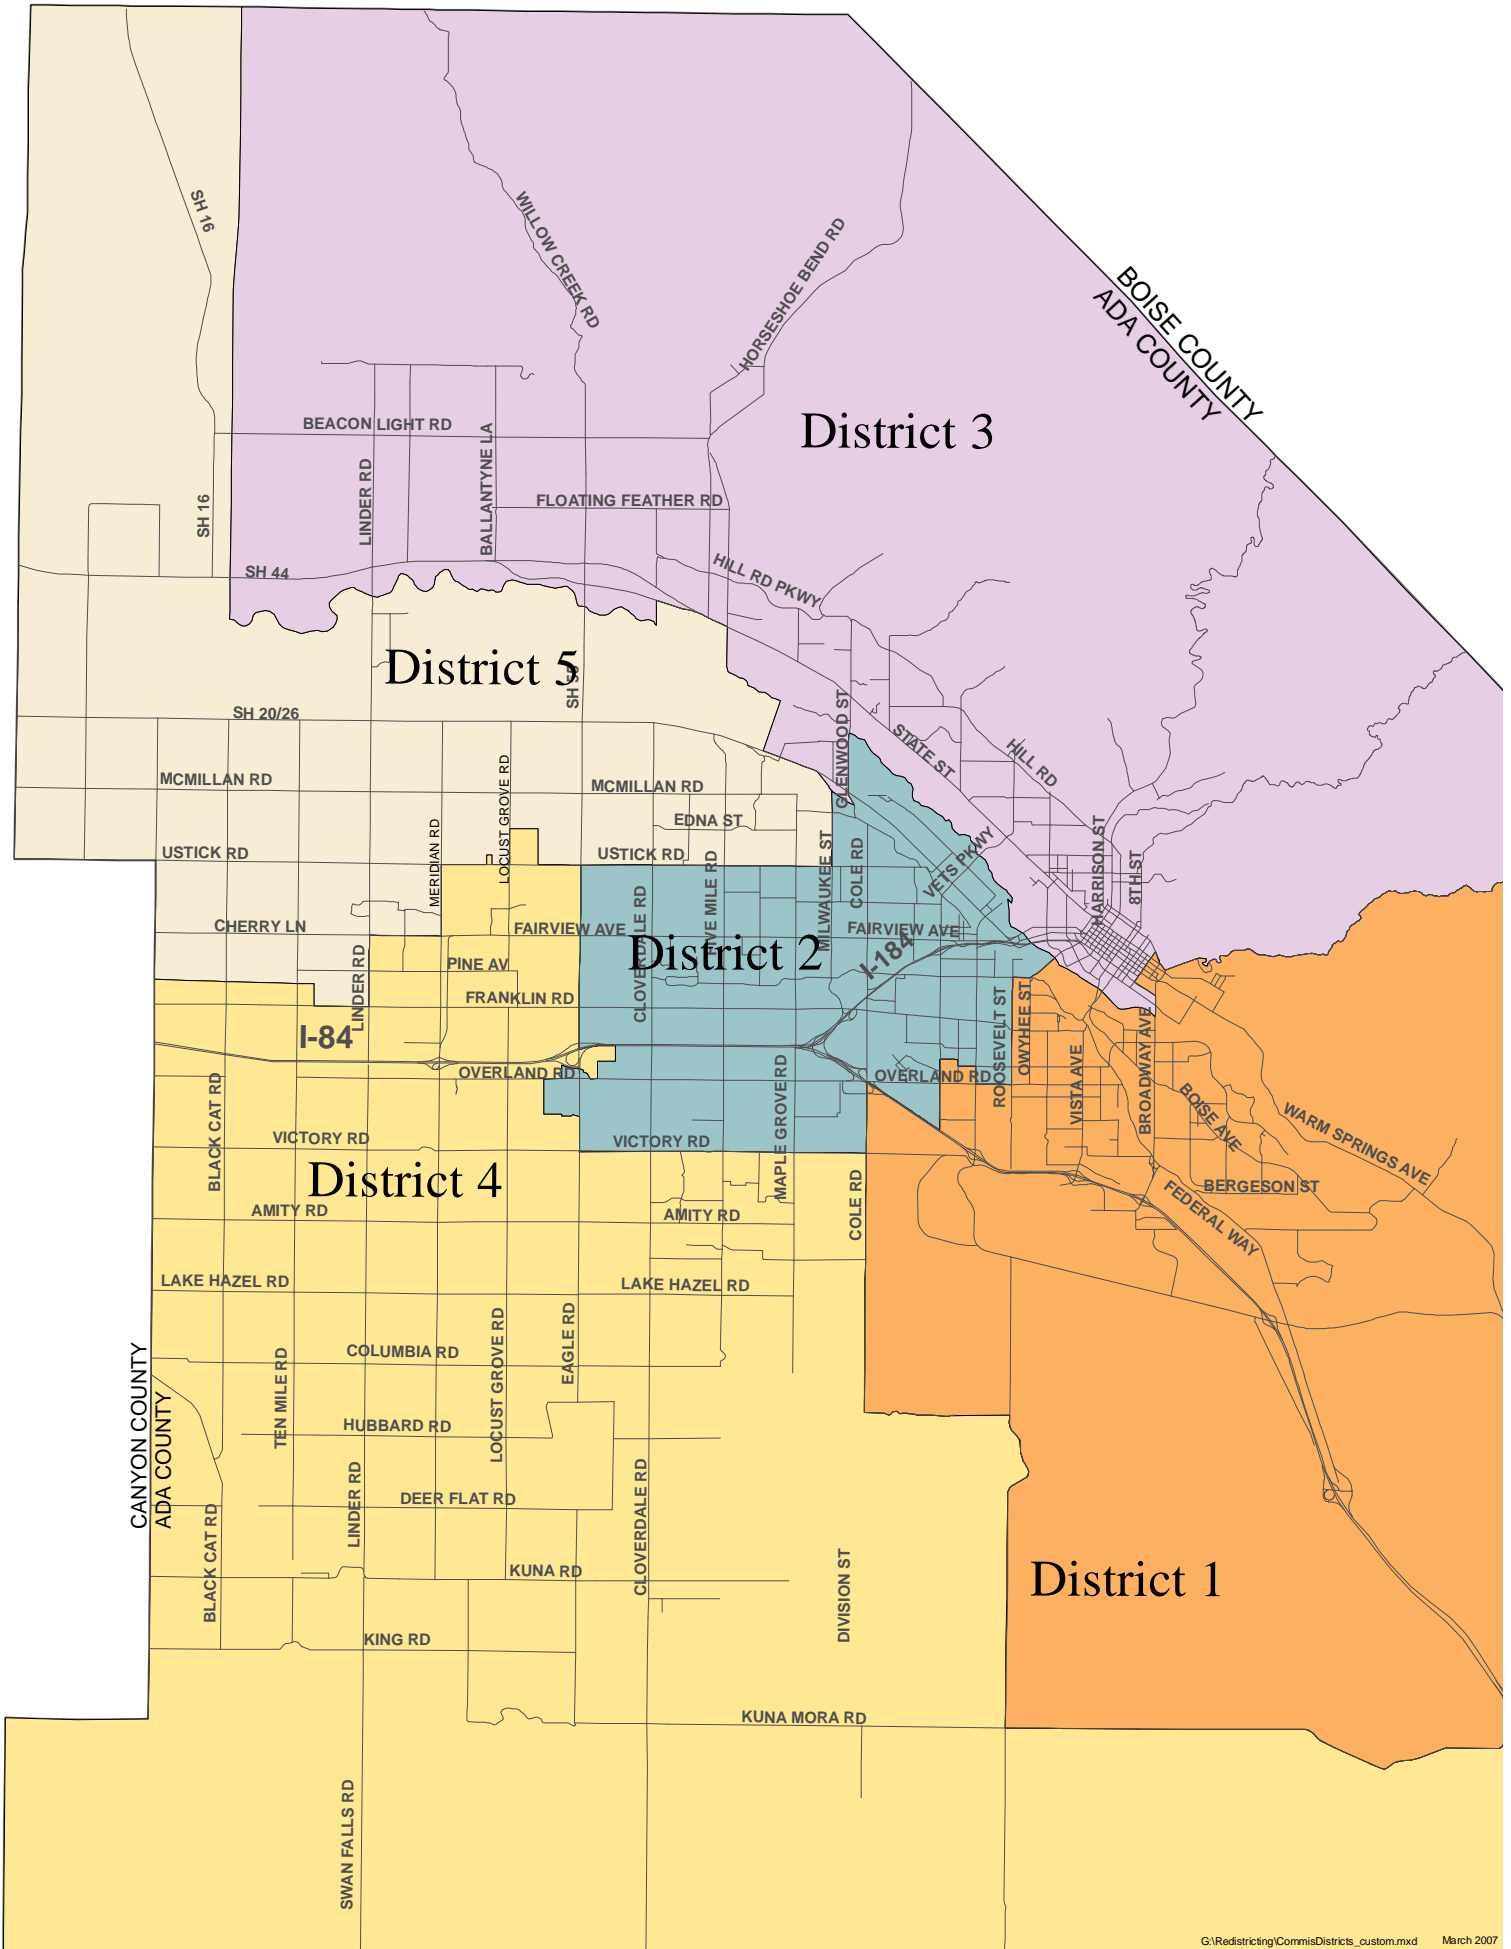 SH 16
WILLOW CREEK RD
HORSESHOE BEND RD
BOISE COUNTY
ADA COUNTY
BEACON LIGHT RD
District 3
LINDER RD
BALLANTYNE LA
SH 16
FLOATING FEATHER RD
SH 44
HILL RD PKWY
District 5
SH 55
SH 20/26
GLENWOOD ST
STATE ST
HILL RD
MCMILLAN RD
LOCUST GROVE RD
MCMILLAN RD
MERIDIAN RD
EDNA ST
USTICK RD
USTICK RD
MILWAUKEE ST
COLE RD
VETS PKWY
HARRISON ST
8TH ST
CHERRY LN
FAIRVIEW AVE
CLOVERDALE RD
FIVE MILE RD
FAIRVIEW AVE
District 2
I-184
PINE AV
LINDER RD
FRANKLIN RD
I-84
ROOSEVELT ST
OWYHEE ST
VISTA AVE
BROADWAY AVE
OVERLAND RD
OVERLAND RD
BLACK CAT RD
MAPLE GROVE RD
BOISE AVE
WARM SPRINGS AVE
VICTORY RD
VICTORY RD
District 4
BERGESON ST
FEDERAL WAY
AMITY RD
AMITY RD
COLE RD
LAKE HAZEL RD
LAKE HAZEL RD
CANYON COUNTY
ADA COUNTY
TEN MILE RD
COLUMBIA RD
LOCUST GROVE RD
EAGLE RD
HUBBARD RD
LINDER RD
DEER FLAT RD
CLOVERDALE RD
BLACK CAT RD
KUNA RD
DIVISION ST
District 1
KING RD
KUNA MORA RD
SWAN FALLS RD
G:\Redistricting\CommisDistricts_custom.mxd
March 2007